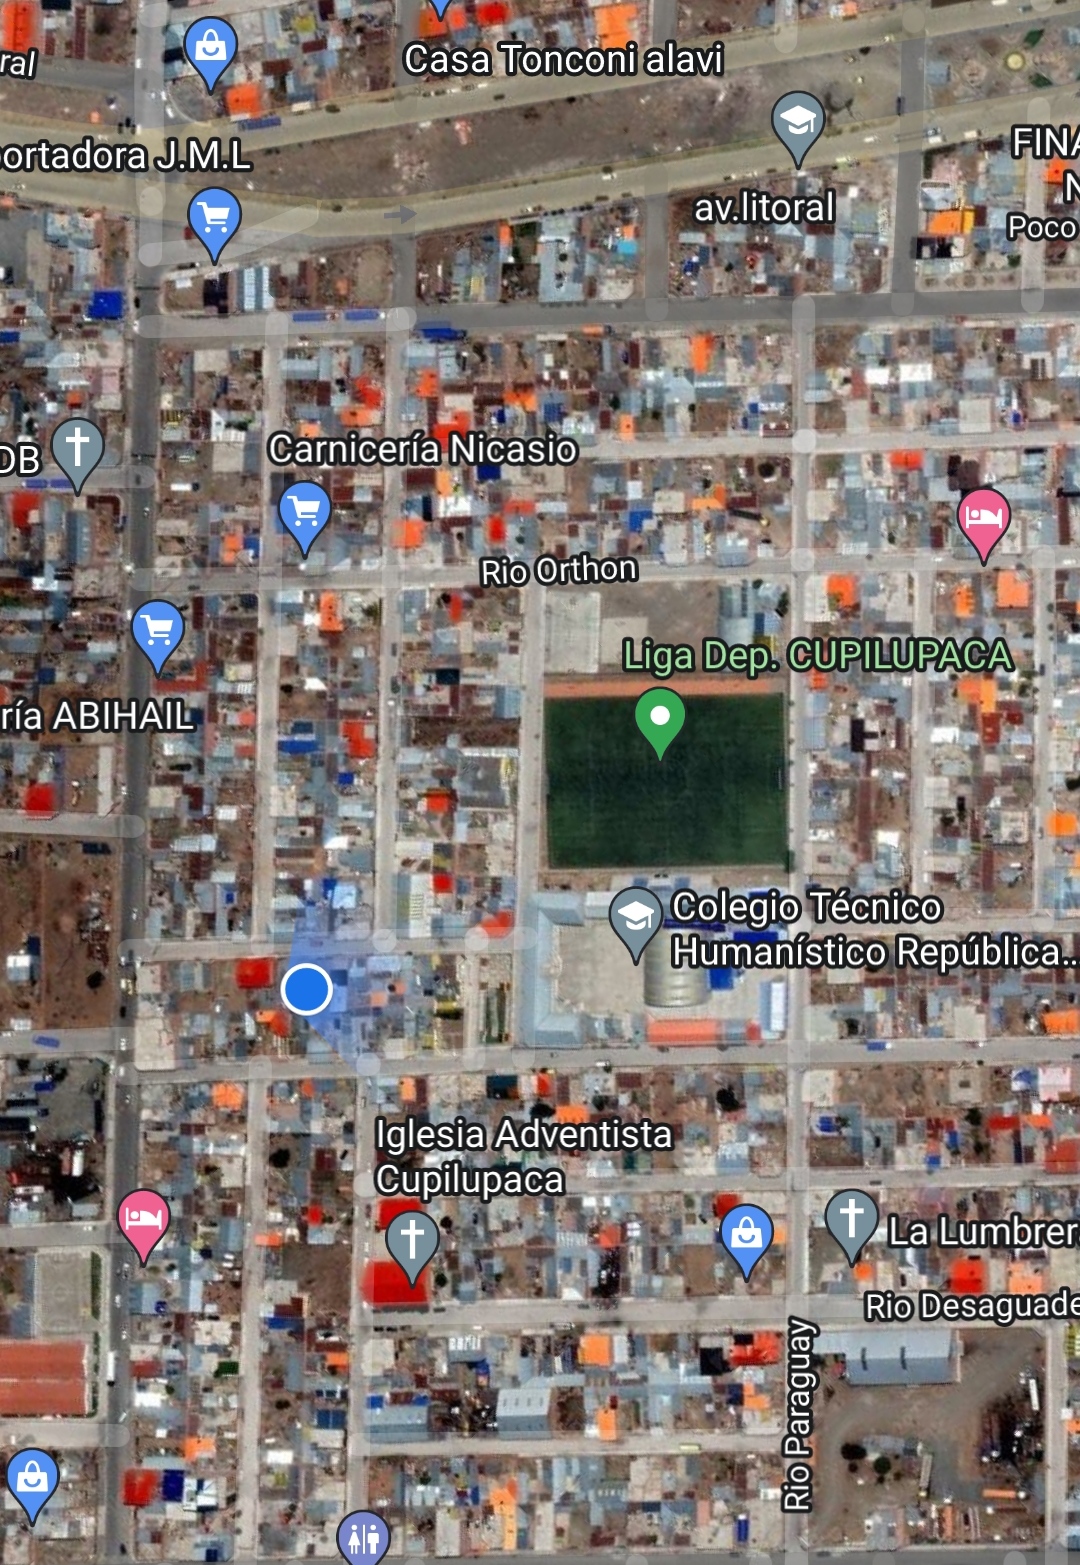 Casa Tonconi alavi
ral
portadora J.M.L
FINA
N
av.litoral
Poco
Carnicería Nicasio
DB
Rio Orthon
Liga Dep. CUPILUPACA
ría ABIHAIL
Colegio Técnico
Humanístico República...
Iglesia Adventista
Cupilupaca
La Lumbrer
Rio Desaguade
Rio Paraguay